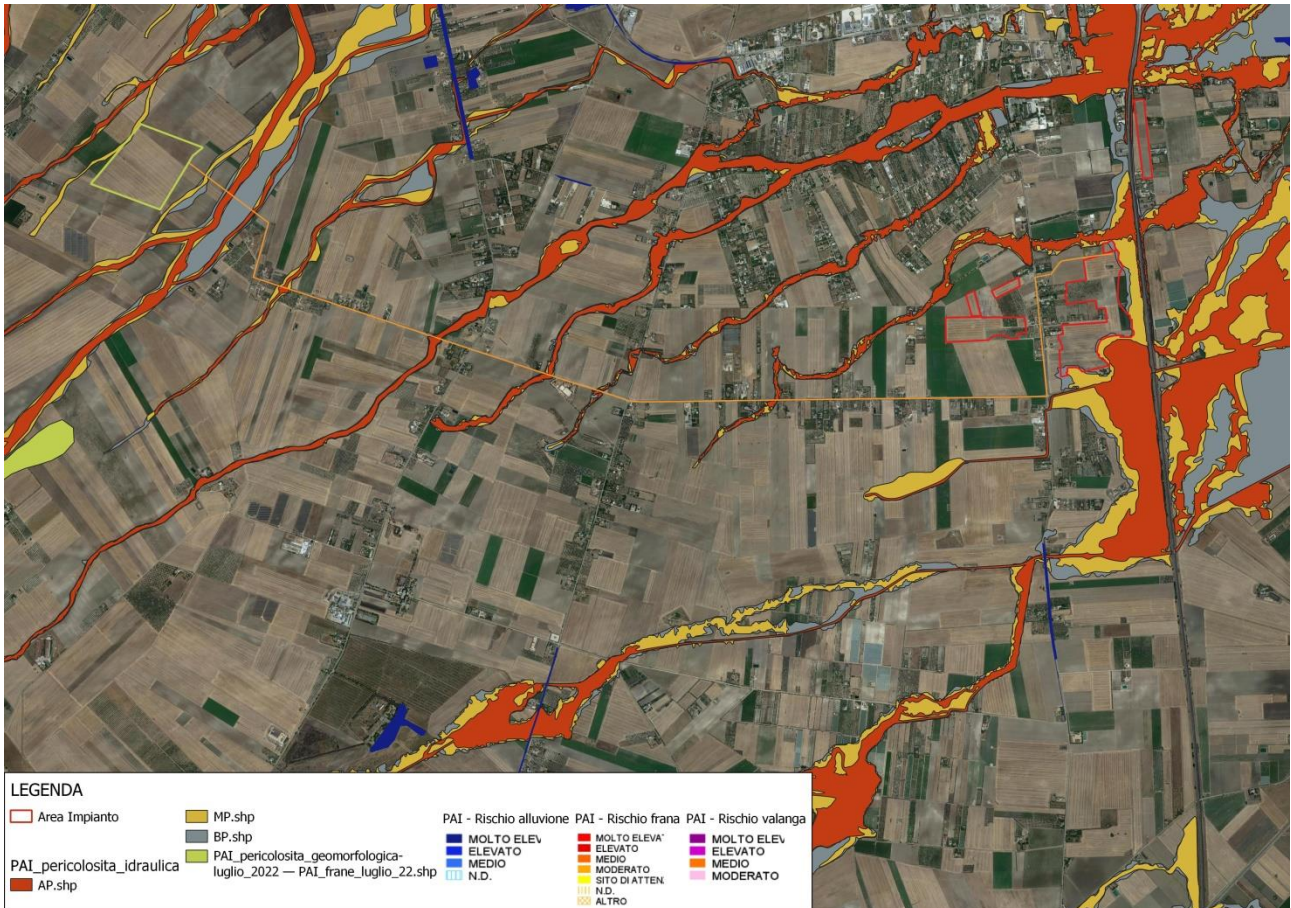 LEGENDA
Area Impianto
PAI_pericolosita_idraulica
AP.shp
MP.shp
BP.shp
PAI_pericolosita_geomorfologica-
luglio_2022 — PAI_frane_luglio_22.shp
PAI - Rischio alluvione
MOLTO ELEV
ELEVATO
MEDIO
N.D.
PAI - Rischio frana
MOLTO ELEVA
ELEVATO
MEDIO
MODERATO
SITO DI ATTEN
N.D.
ALTRO
PAI - Rischio valanga
MOLTO ELEV
ELEVATO
MEDIO
MODERATO